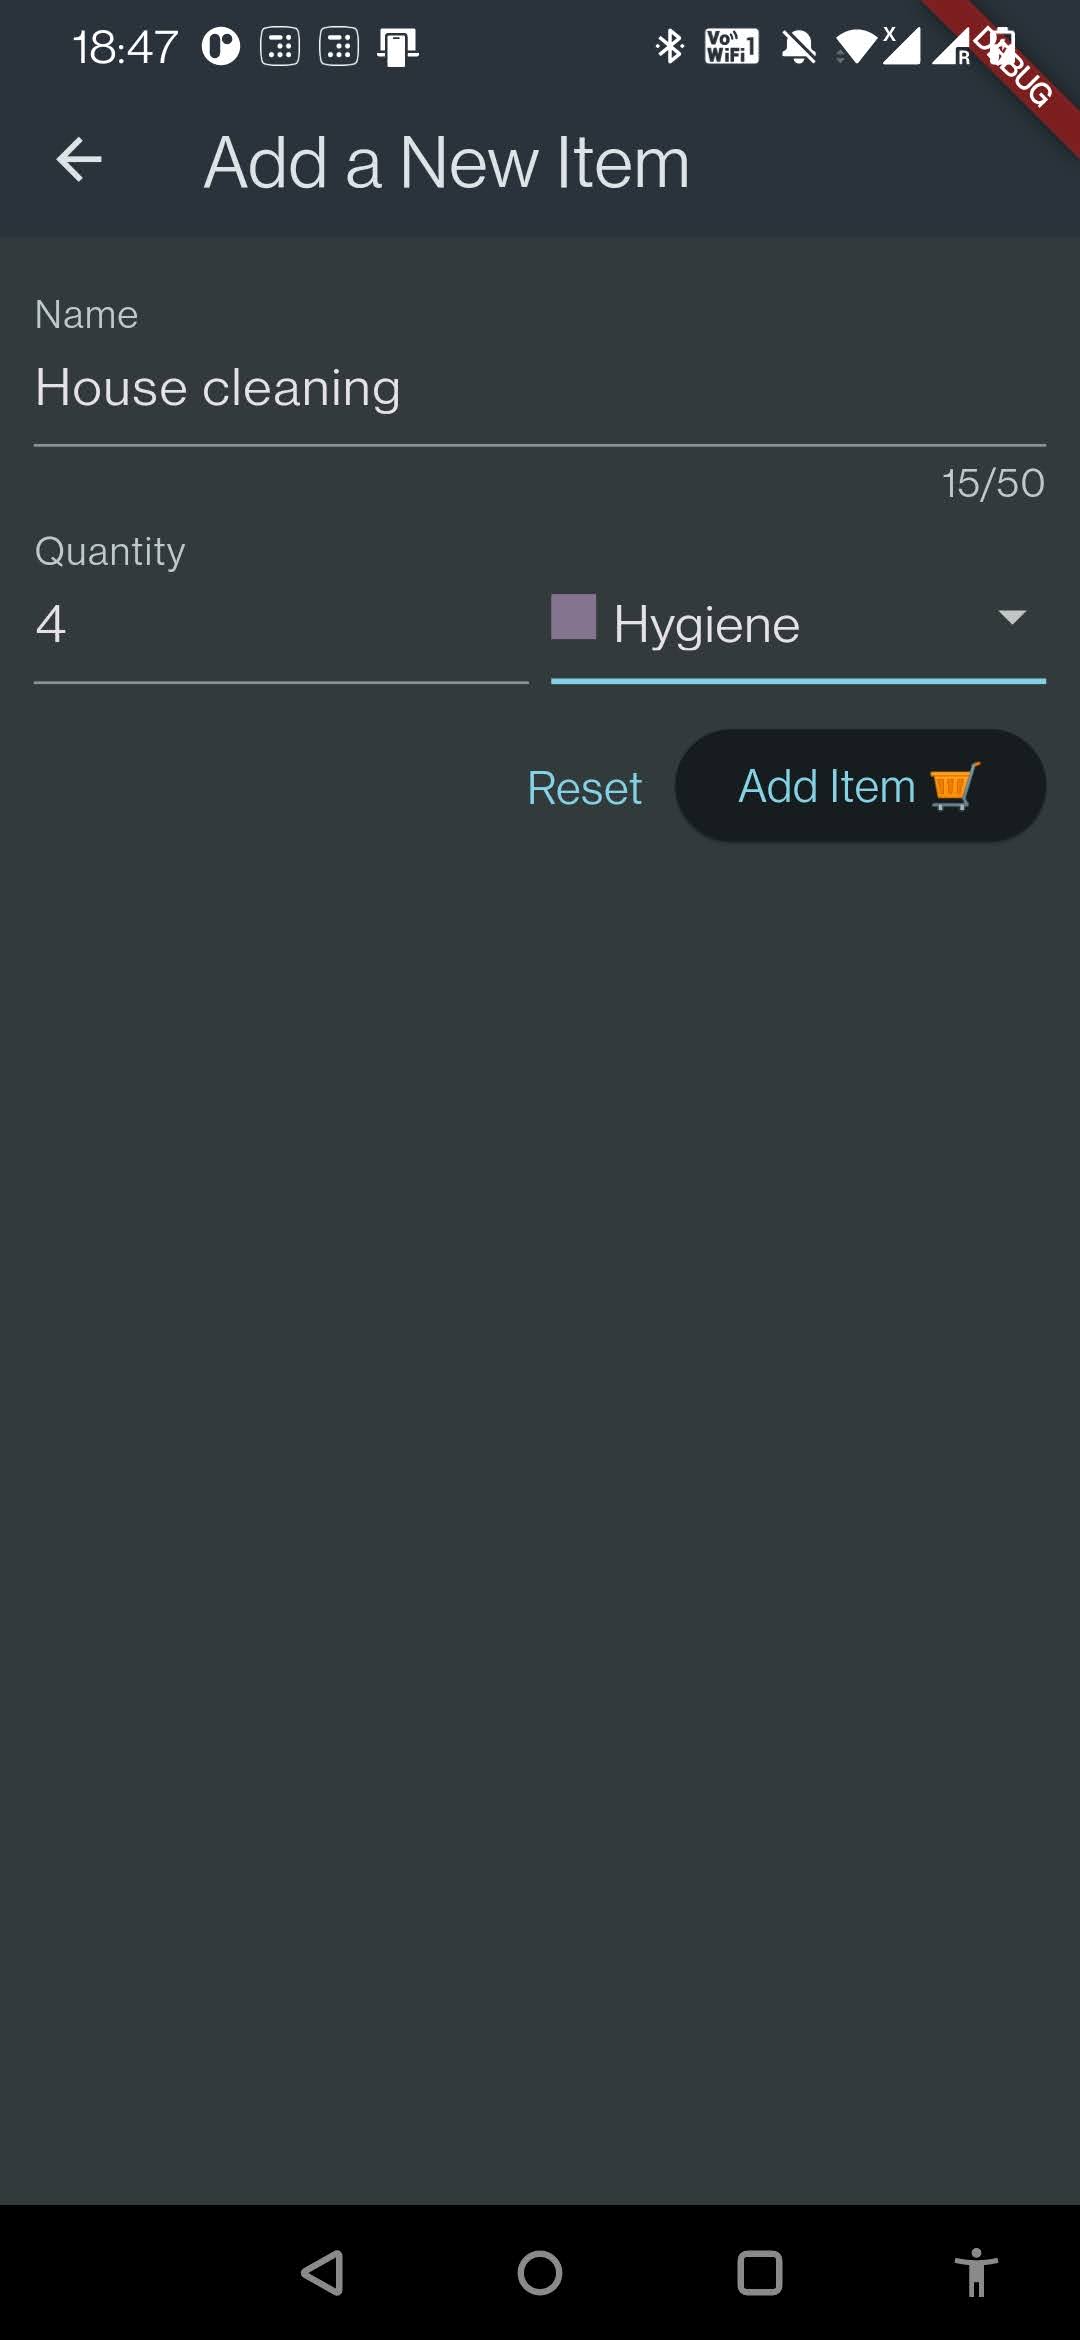 18:47
Vo WiFi 1
X
R
DEBUG
Add a New Item
Name
House cleaning
15/50
Quantity
4
Hygiene
Reset
Add Item